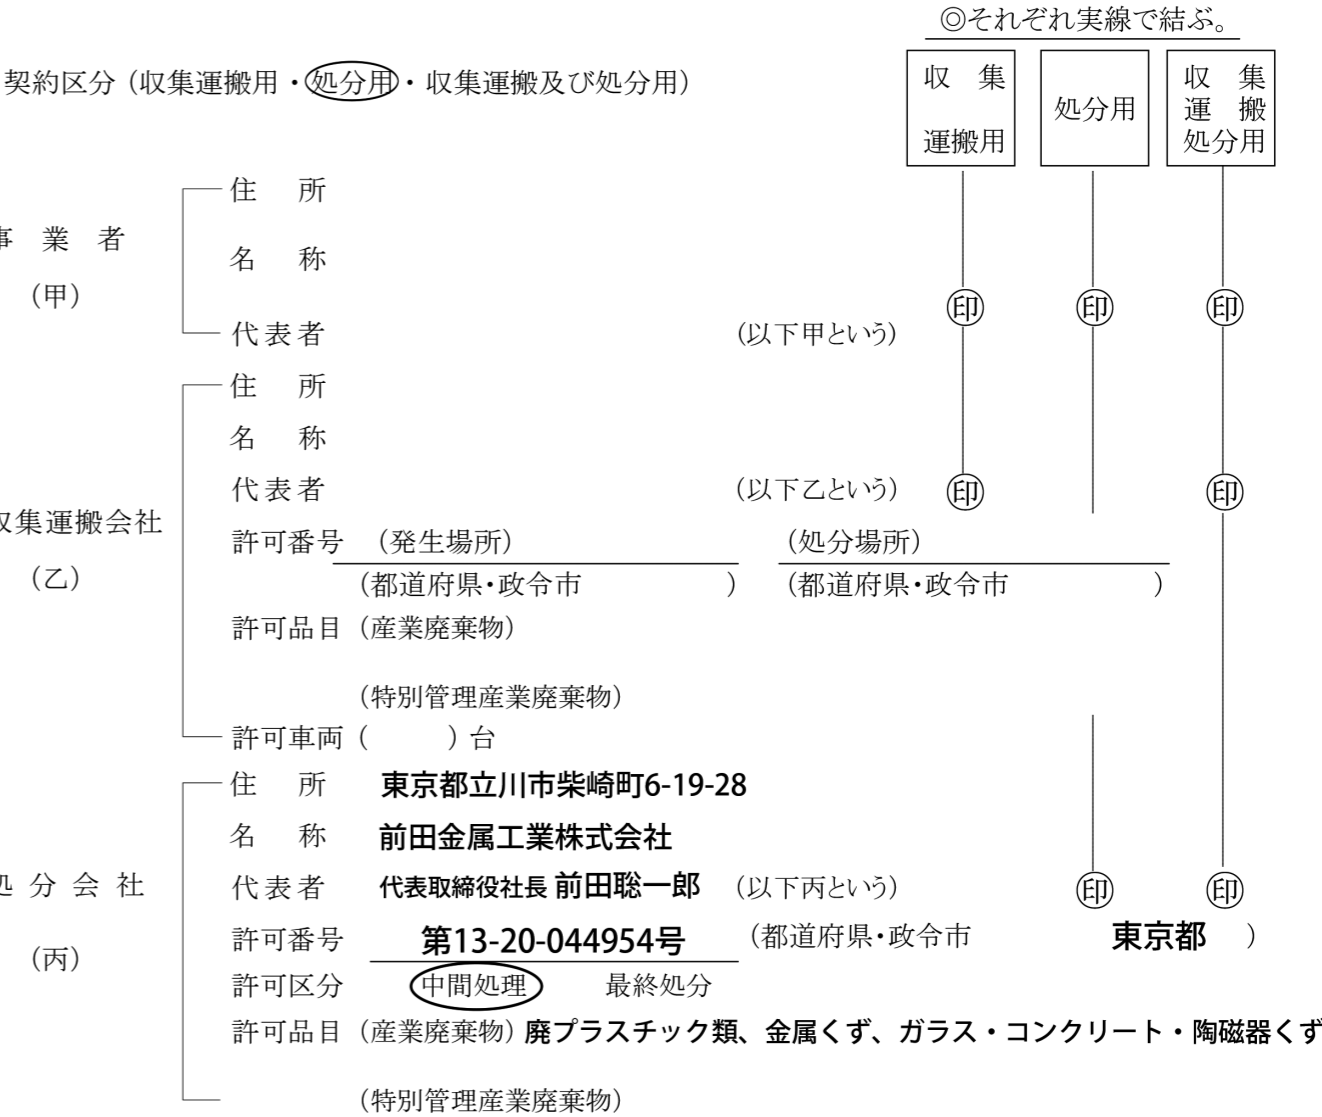 ◎それぞれ実線で結ぶ。
契約区分（収集運搬用・処分用・収集運搬及び処分用）
収　集
運搬用
処分用
収　集
運　搬
処分用
住　所
事　業　者
名　称
（甲）
印　印　印
代表者　（以下甲という）
住　所
名　称
代表者　（以下乙という）　印　印
収集運搬会社
許可番号　（発生場所）　（処分場所）
（乙）
（都道府県・政令市　　　）　（都道府県・政令市　　　）
許可品目（産業廃棄物）
（特別管理産業廃棄物）
許可車両（　　　）台
住　所　東京都立川市柴崎町6-19-28
名　称　前田金属工業株式会社
処 分 会 社
代表者　代表取締役社長 前田聡一郎　（以下丙という）　印　印
許可番号　第13-20-044954号　（都道府県・政令市　東京都　）
（丙）
許可区分　中間処理　最終処分
許可品目（産業廃棄物）廃プラスチック類、金属くず、ガラス・コンクリート・陶磁器くず
（特別管理産業廃棄物）